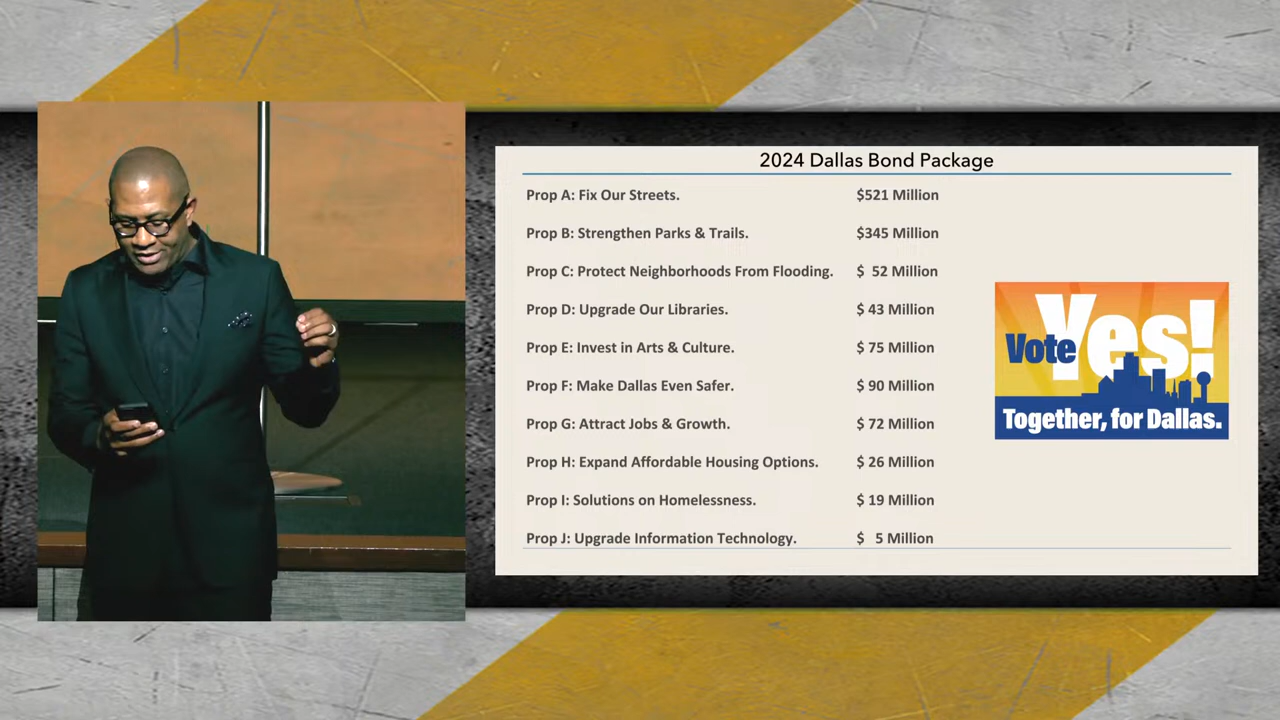 2024 Dallas Bond Package
Prop A: Fix Our Streets. $521 Million
Prop B: Strengthen Parks & Trails. $345 Million
Prop C: Protect Neighborhoods From Flooding. $ 52 Million
Prop D: Upgrade Our Libraries. $ 43 Million
Prop E: Invest in Arts & Culture. $ 75 Million
Prop F: Make Dallas Even Safer. $ 90 Million
Prop G: Attract Jobs & Growth. $ 72 Million
Prop H: Expand Affordable Housing Options. $ 26 Million
Prop I: Solutions on Homelessness. $ 19 Million
Prop J: Upgrade Information Technology. $ 5 Million
Vote Yes!
Together, for Dallas.